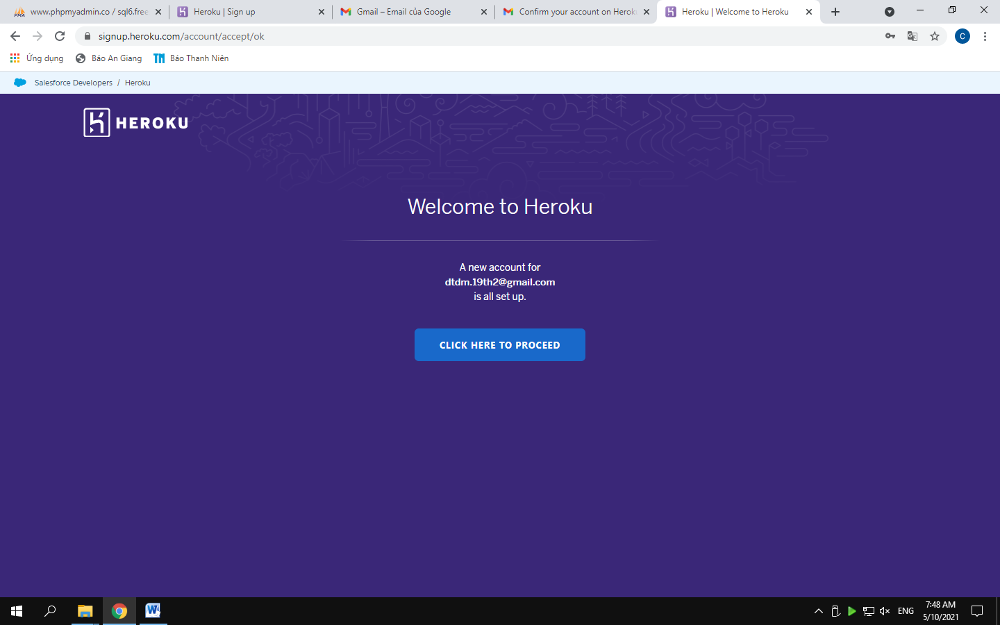 www.phpmyadmin.co / sql6.free
Heroku | Sign up
Gmail – Email của Google
Confirm your account on Heroku
Heroku | Welcome to Heroku
signup.heroku.com/account/accept/ok
C
Ứng dụng
Báo An Giang
TN
Báo Thanh Niên
Salesforce Developers / Heroku
HEROKU
Welcome to Heroku
A new account for
dtdm.19th2@gmail.com
is all set up.
CLICK HERE TO PROCEED
ENG
7:48 AM
5/10/2021